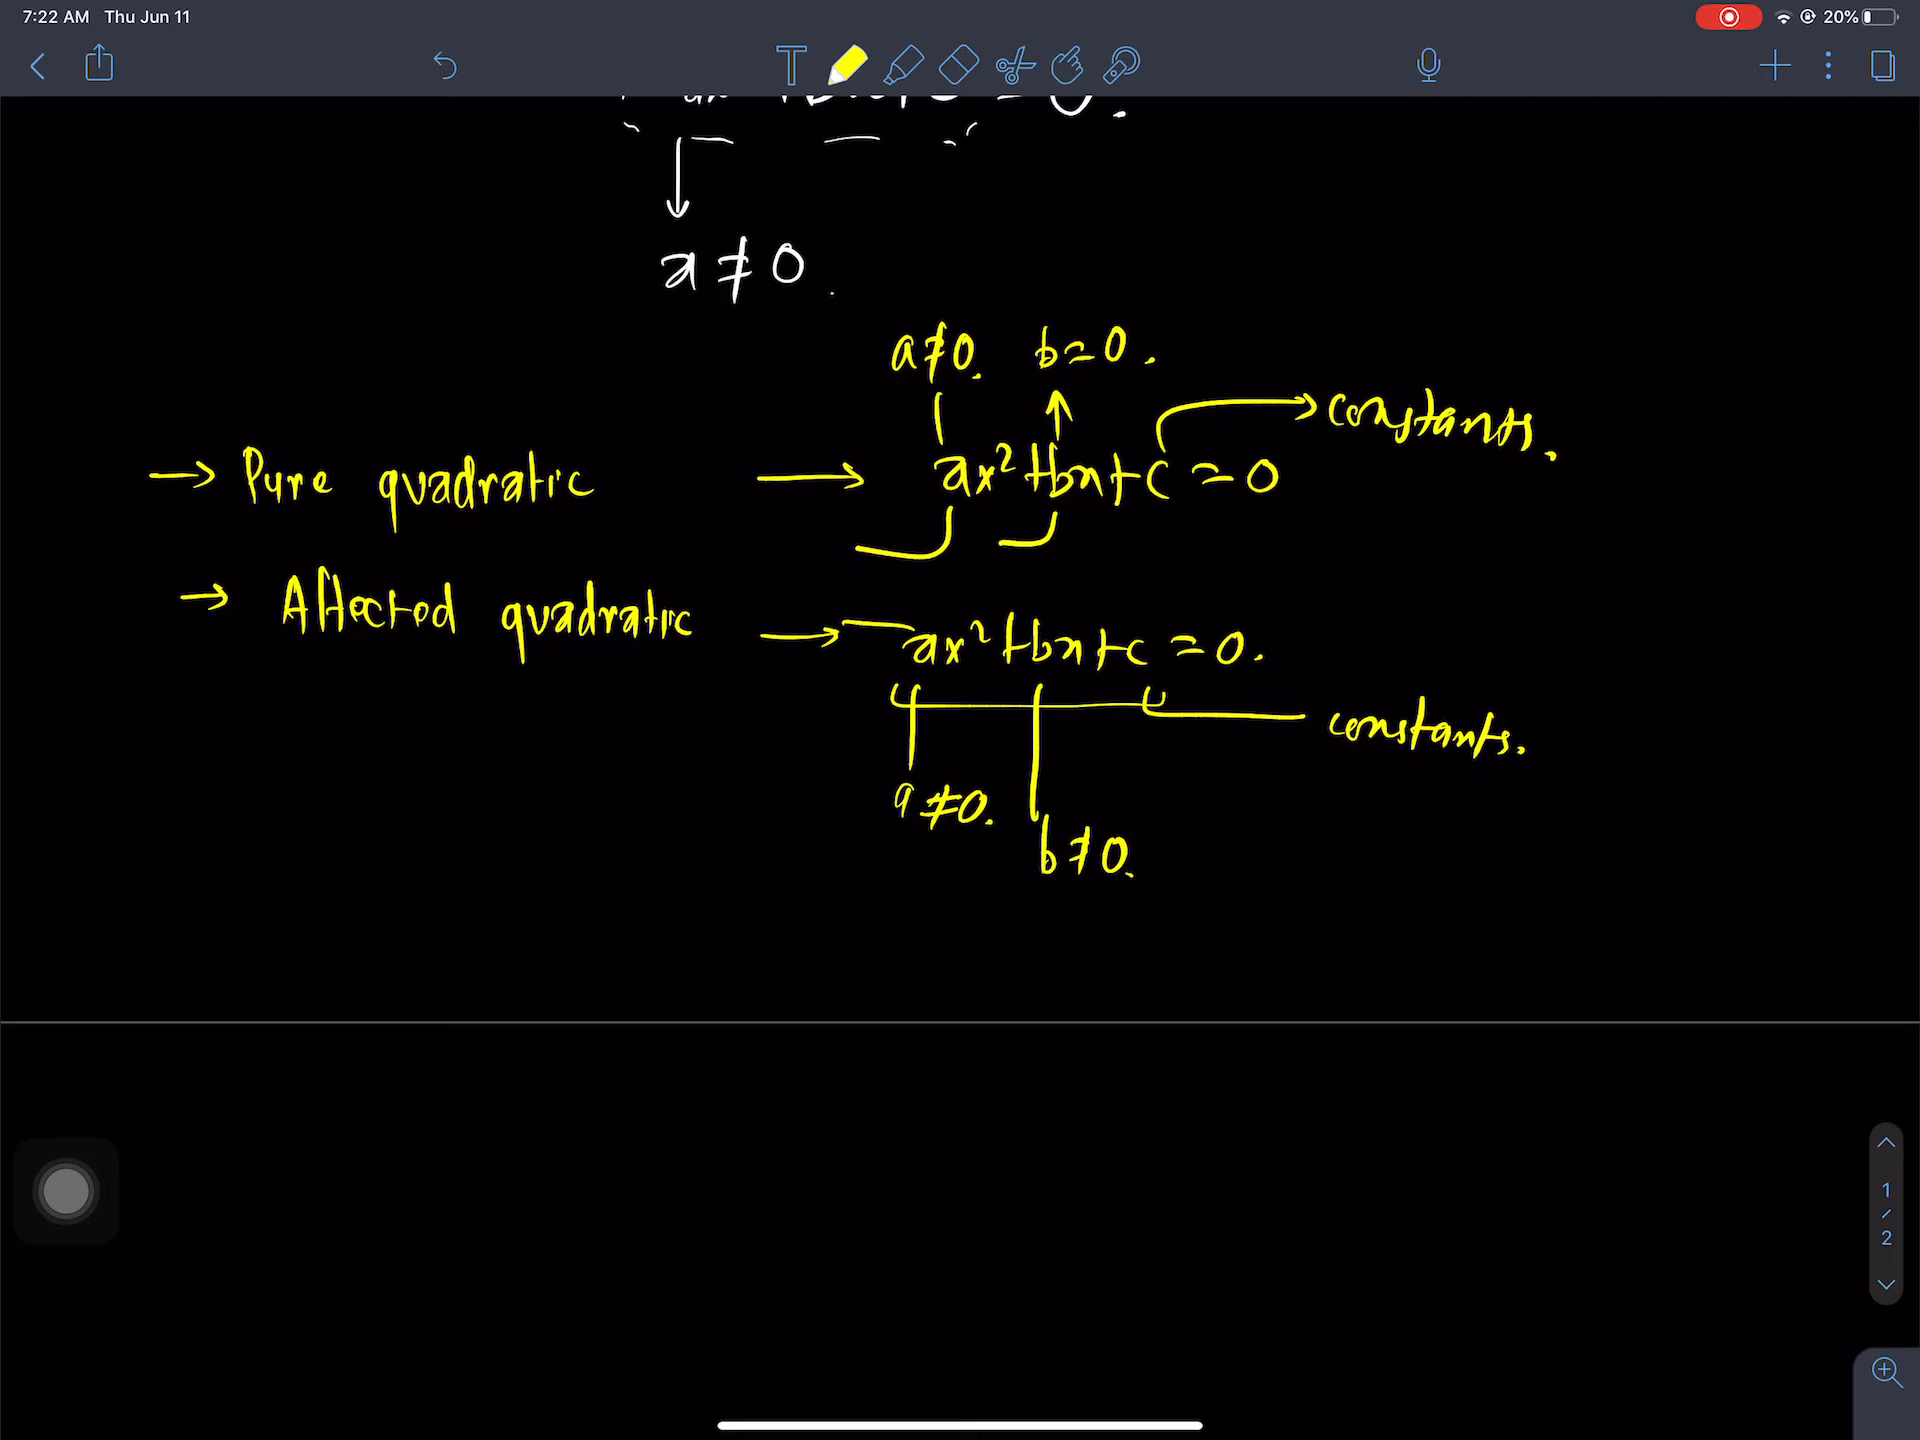 7:22 AM Thu Jun 11
20%
T
= 0.
a ≠ 0.
a ≠ 0. b = 0.
→ constants.
→ Pure quadratic → ax² + bx + c = 0
→ Affected quadratic → ax² + bx + c = 0.
constants.
a ≠ 0.
b ≠ 0.
1
/
2